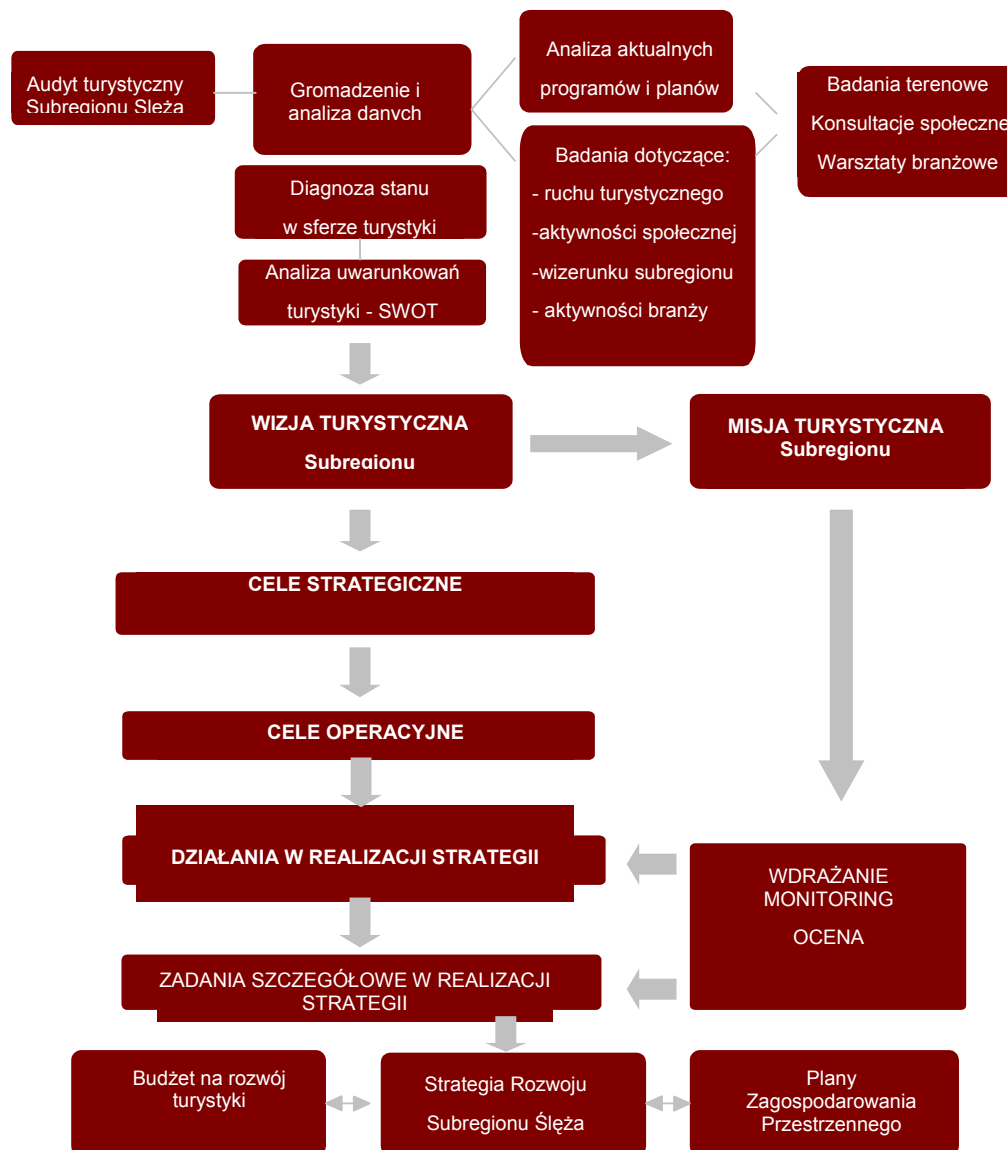 Audyt turystyczny
Subregionu Ślęża
Gromadzenie i
analiza danych
Analiza aktualnych
programów i planów
Badania terenowe
Konsultacje społeczne
Warsztaty branżowe
Badania dotyczące:
- ruchu turystycznego
-aktywności społecznej
-wizerunku subregionu
- aktywności branży
Diagnoza stanu
w sferze turystyki
Analiza uwarunkowań
turystyki - SWOT
WIZJA TURYSTYCZNA
Subregionu
MISJA TURYSTYCZNA
Subregionu
CELE STRATEGICZNE
CELE OPERACYJNE
DZIAŁANIA W REALIZACJI STRATEGII
WDRAŻANIE
MONITORING
OCENA
ZADANIA SZCZEGÓŁOWE W REALIZACJI
STRATEGII
Budżet na rozwój
turystyki
Strategia Rozwoju
Subregionu Ślęża
Plany
Zagospodarowania
Przestrzennego